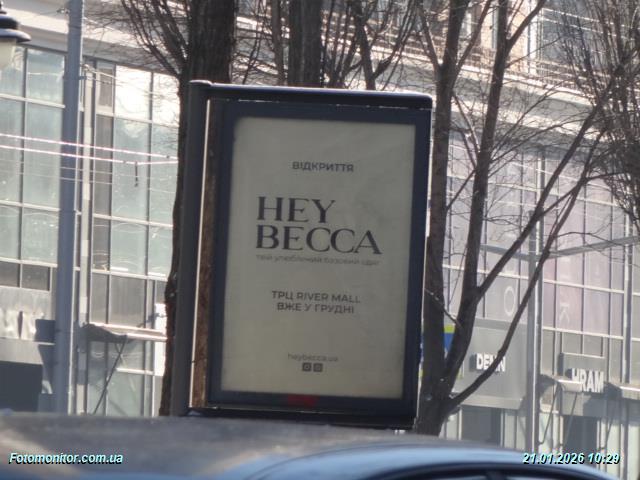 ВІДКРИТТЯ
HEY
BECCA
твій улюблений базовий одяг
ТРЦ RIVER MALL
ВЖЕ У ГРУДНІ
heybecca.ua
HRAM
Fotomonitor.com.ua
21.01.2026 10:29